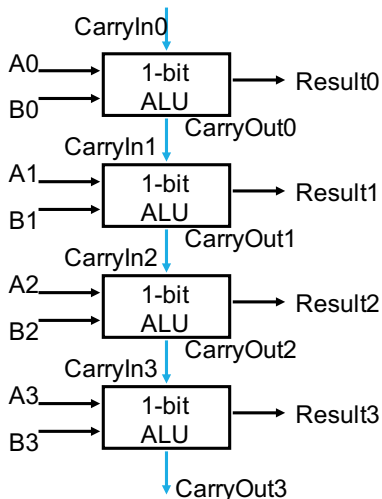 CarryIn0
A0
1-bit
ALU
Result0
B0
CarryOut0
CarryIn1
A1
1-bit
ALU
Result1
B1
CarryOut1
CarryIn2
A2
1-bit
ALU
Result2
B2
CarryOut2
CarryIn3
A3
1-bit
ALU
Result3
B3
CarryOut3